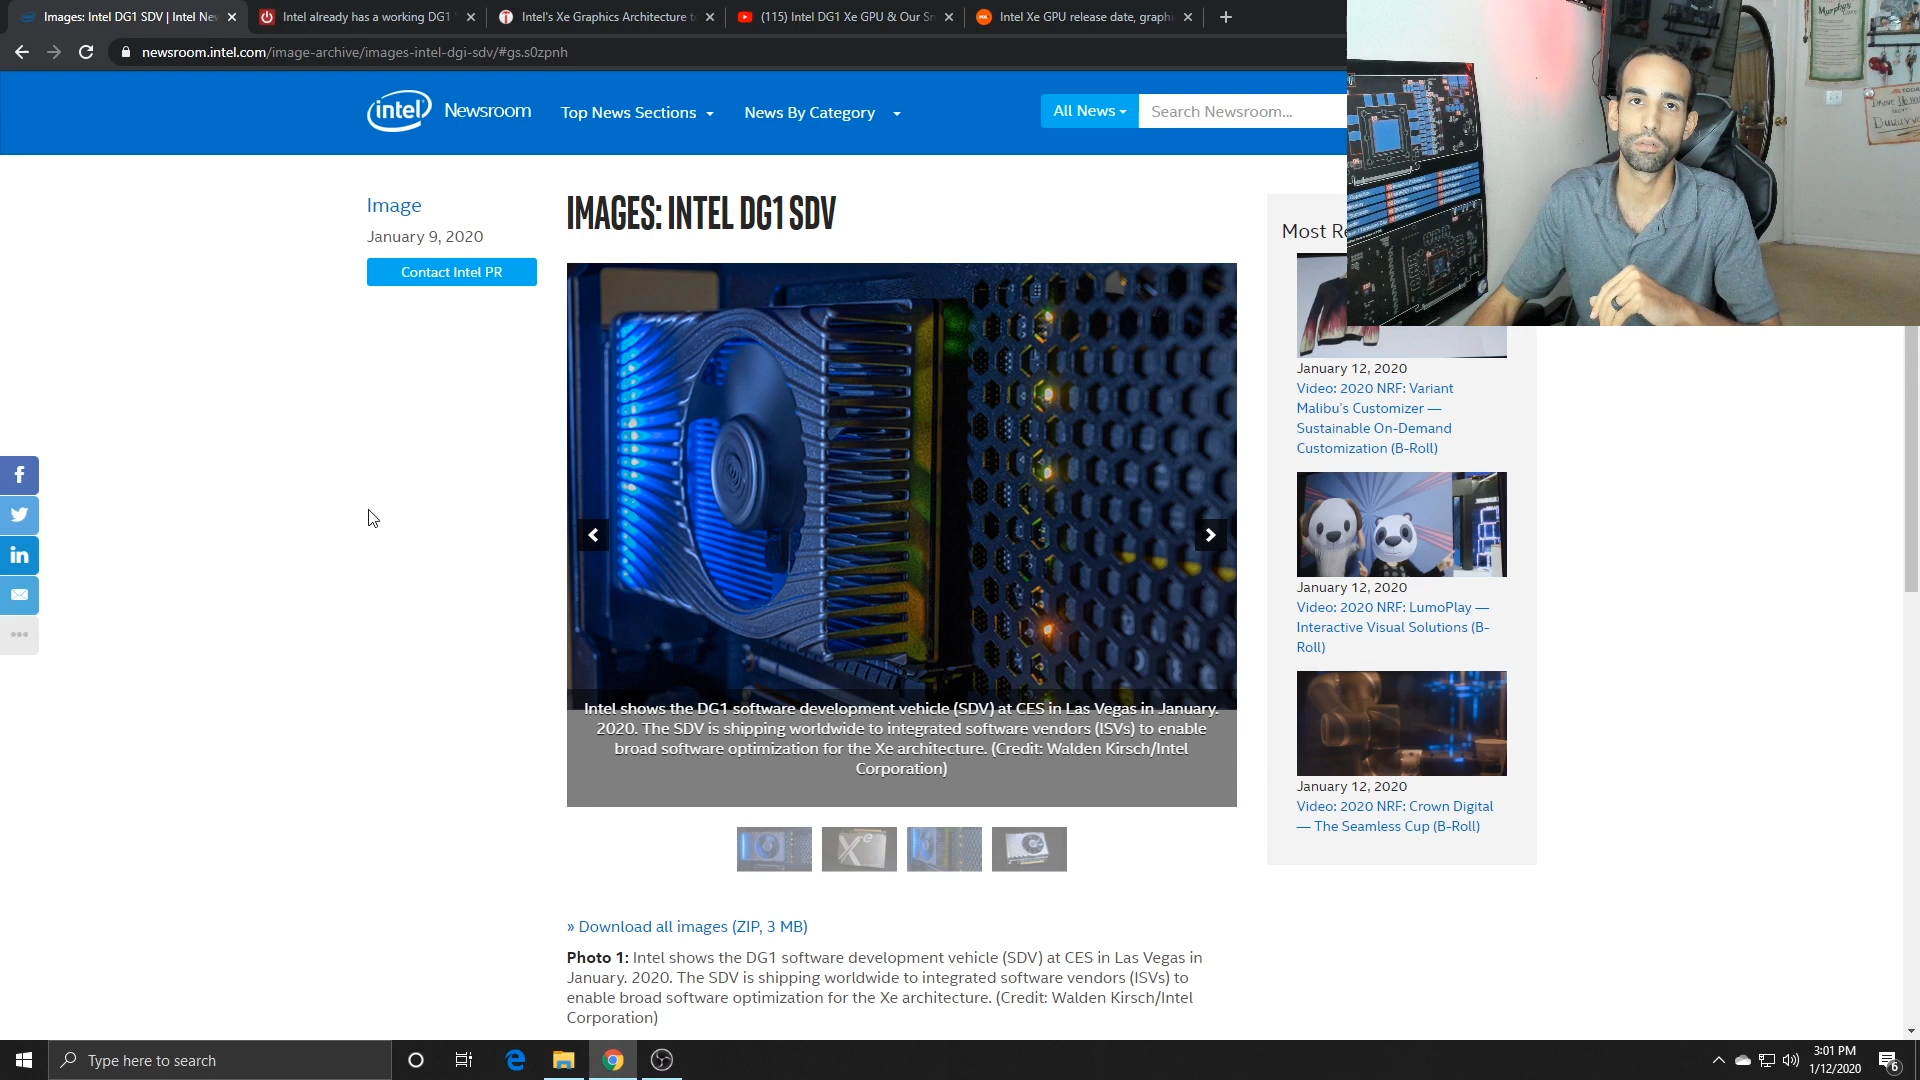 Images: Intel DG1 SDV | Intel New
Intel already has a working DG1
Intel's Xe Graphics Architecture t
(115) Intel DG1 Xe GPU & Our Sn
Intel Xe GPU release date, graphi
newsroom.intel.com/image-archive/images-intel-dgi-sdv/#gs.s0zpnh
intel Newsroom
Top News Sections
News By Category
All News
Search Newsroom...
Image
January 9, 2020
Contact Intel PR
IMAGES: INTEL DG1 SDV
Intel shows the DG1 software development vehicle (SDV) at CES in Las Vegas in January.
2020. The SDV is shipping worldwide to integrated software vendors (ISVs) to enable
broad software optimization for the Xe architecture. (Credit: Walden Kirsch/Intel
Corporation)
Xe
» Download all images (ZIP, 3 MB)
Photo 1: Intel shows the DG1 software development vehicle (SDV) at CES in Las Vegas in
January. 2020. The SDV is shipping worldwide to integrated software vendors (ISVs) to
enable broad software optimization for the Xe architecture. (Credit: Walden Kirsch/Intel
Corporation)
Most R
January 12, 2020
Video: 2020 NRF: Variant
Malibu's Customizer —
Sustainable On-Demand
Customization (B-Roll)
January 12, 2020
Video: 2020 NRF: LumoPlay —
Interactive Visual Solutions (B-
Roll)
January 12, 2020
Video: 2020 NRF: Crown Digital
— The Seamless Cup (B-Roll)
Type here to search
3:01 PM
1/12/2020
6